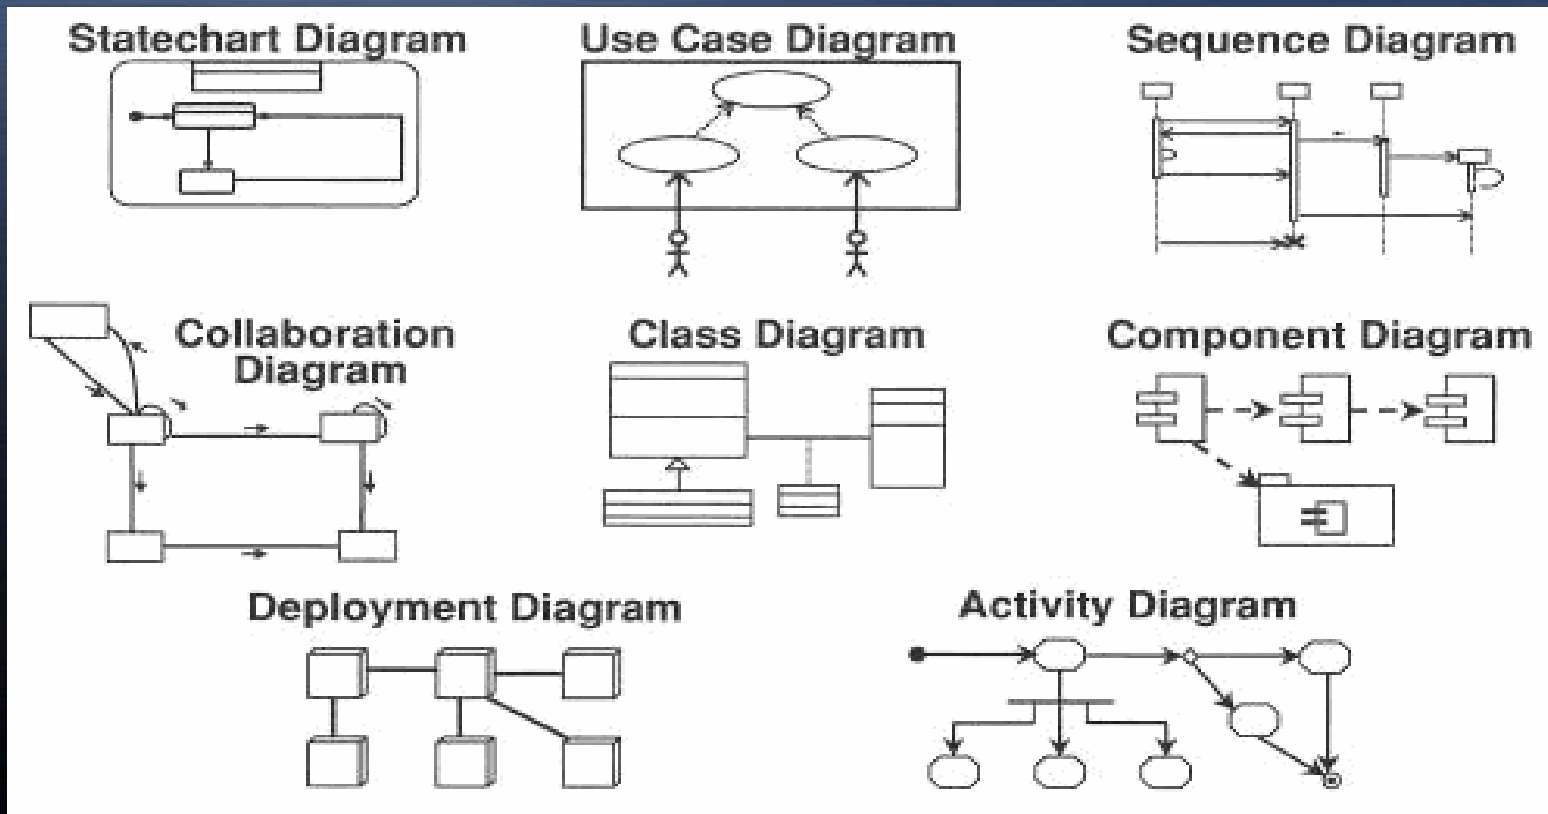 Statechart Diagram
Use Case Diagram
Sequence Diagram
Collaboration
Diagram
Class Diagram
Component Diagram
Deployment Diagram
Activity Diagram